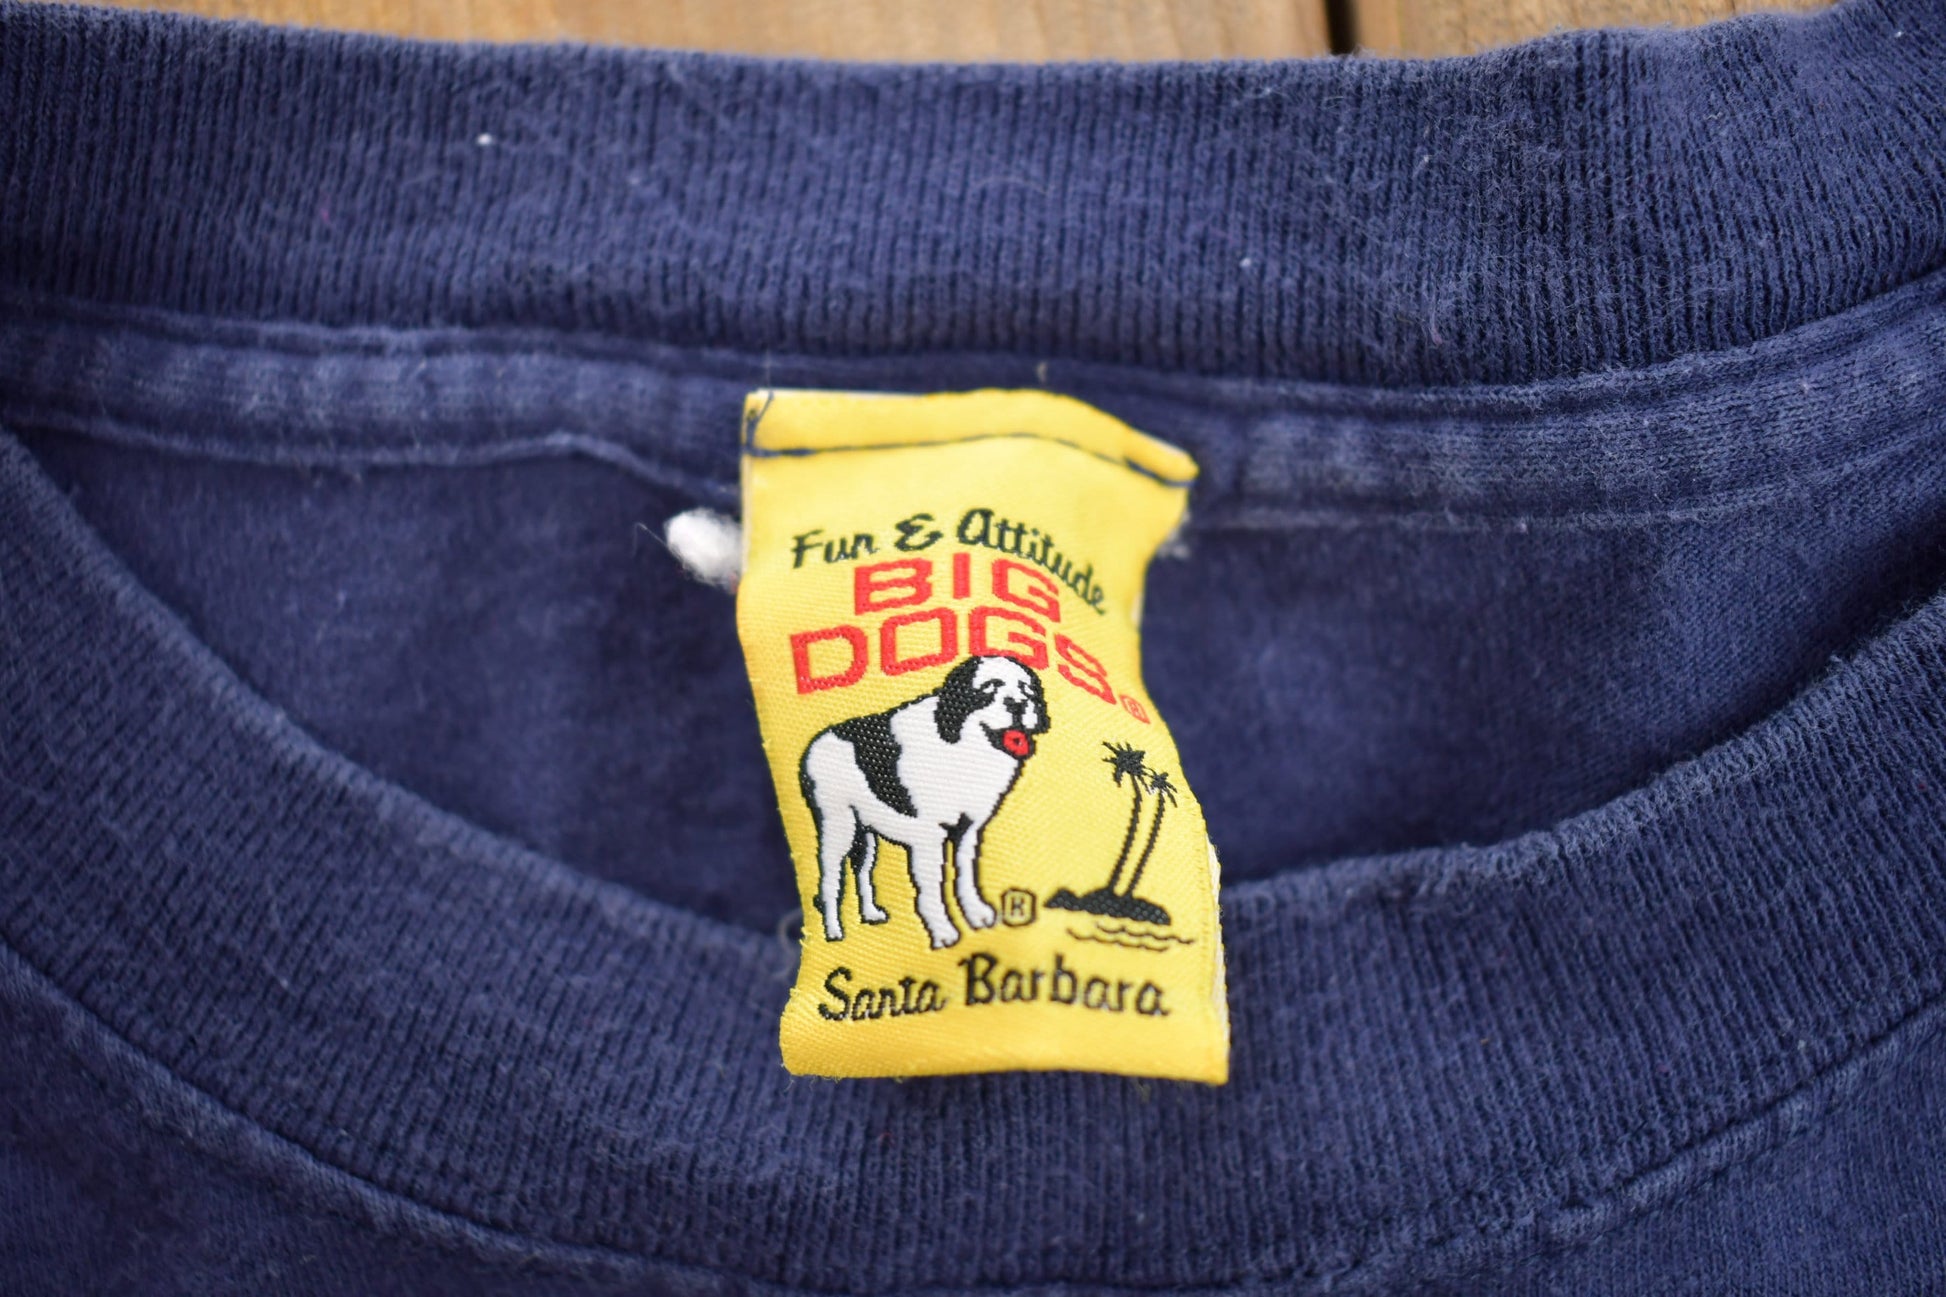 Fun & Attitude
BIG
DOGS®
®
Santa Barbara